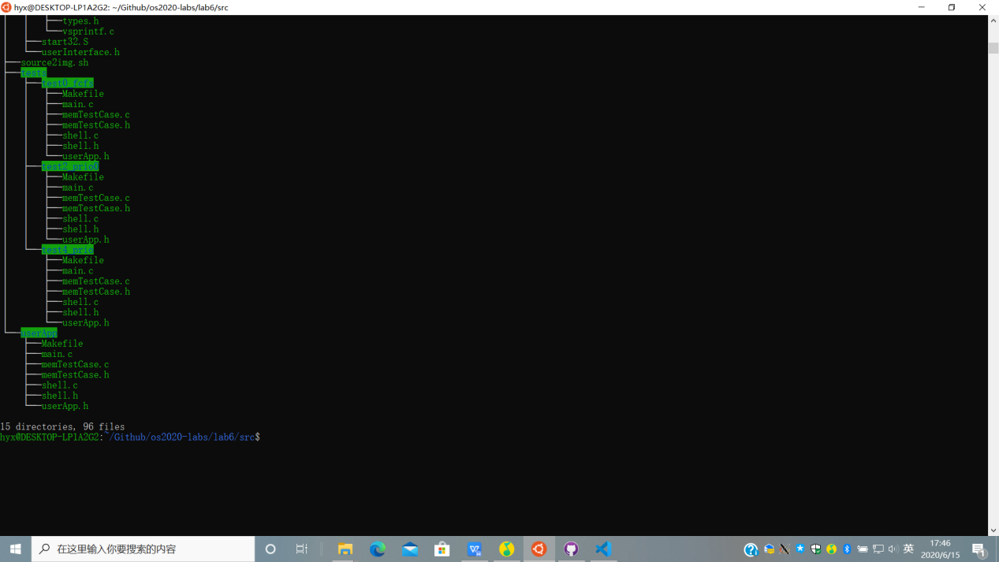 hyx@DESKTOP-LP1A2G2: ~/Github/os2020-labs/lab6/src
types.h
vsprintf.c
start32.S
userInterface.h
source2img.sh
tests
test0_fcfs
Makefile
main.c
memTestCase.c
memTestCase.h
shell.c
shell.h
userApp.h
test2_prio0
Makefile
main.c
memTestCase.c
memTestCase.h
shell.c
shell.h
userApp.h
test4_prio
Makefile
main.c
memTestCase.c
memTestCase.h
shell.c
shell.h
userApp.h
userApp
Makefile
main.c
memTestCase.c
memTestCase.h
shell.c
shell.h
userApp.h
15 directories, 96 files
hyx@DESKTOP-LP1A2G2:~/Github/os2020-labs/lab6/src$
在这里输入你要搜索的内容
英
17:46
2020/6/15
1